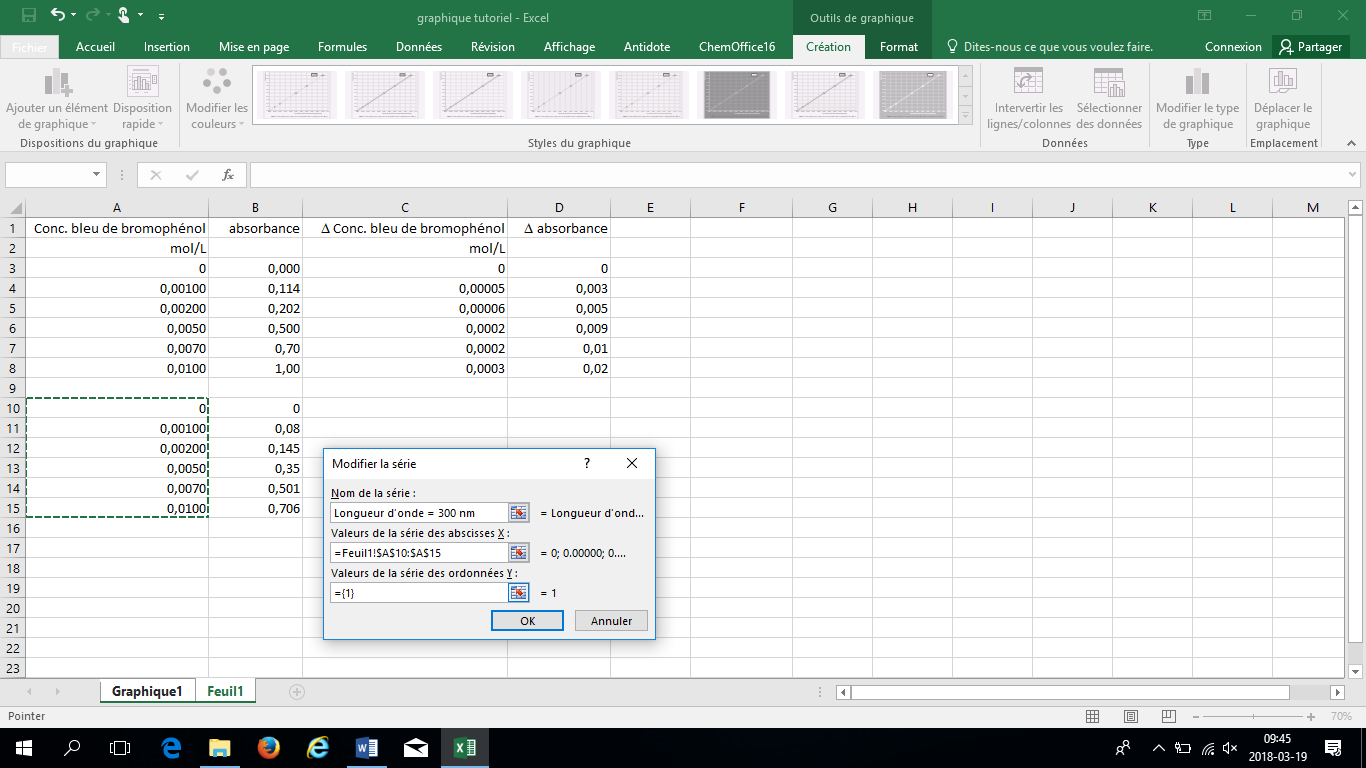 graphique tutoriel - Excel
Outils de graphique
Fichier Accueil Insertion Mise en page Formules Données Révision Affichage Antidote ChemOffice16 Création Format Dites-nous ce que vous voulez faire. Connexion Partager
Ajouter un élément de graphique
Disposition rapide
Modifier les couleurs
Intervertir les lignes/colonnes
Sélectionner des données
Modifier le type de graphique
Déplacer le graphique
Dispositions du graphique Styles du graphique Données Type Emplacement
fx
A B C D E F G H I J K L M
1 Conc. bleu de bromophénol absorbance Δ Conc. bleu de bromophénol Δ absorbance
2 mol/L mol/L
3 0 0,000 0 0
4 0,00100 0,114 0,00005 0,003
5 0,00200 0,202 0,00006 0,005
6 0,0050 0,500 0,0002 0,009
7 0,0070 0,70 0,0002 0,01
8 0,0100 1,00 0,0003 0,02
9
10 0 0
11 0,00100 0,08
12 0,00200 0,145
13 0,0050 0,35
14 0,0070 0,501
15 0,0100 0,706
16
17
18
19
20
21
22
23
Modifier la série ?
Nom de la série :
Longueur d'onde = 300 nm = Longueur d'ond...
Valeurs de la série des abscisses X :
=Feuil1!$A$10:$A$15 = 0; 0.00000; 0....
Valeurs de la série des ordonnées Y :
={1} = 1
OK Annuler
Graphique1 Feuil1
Pointer 70%
09:45
2018-03-19